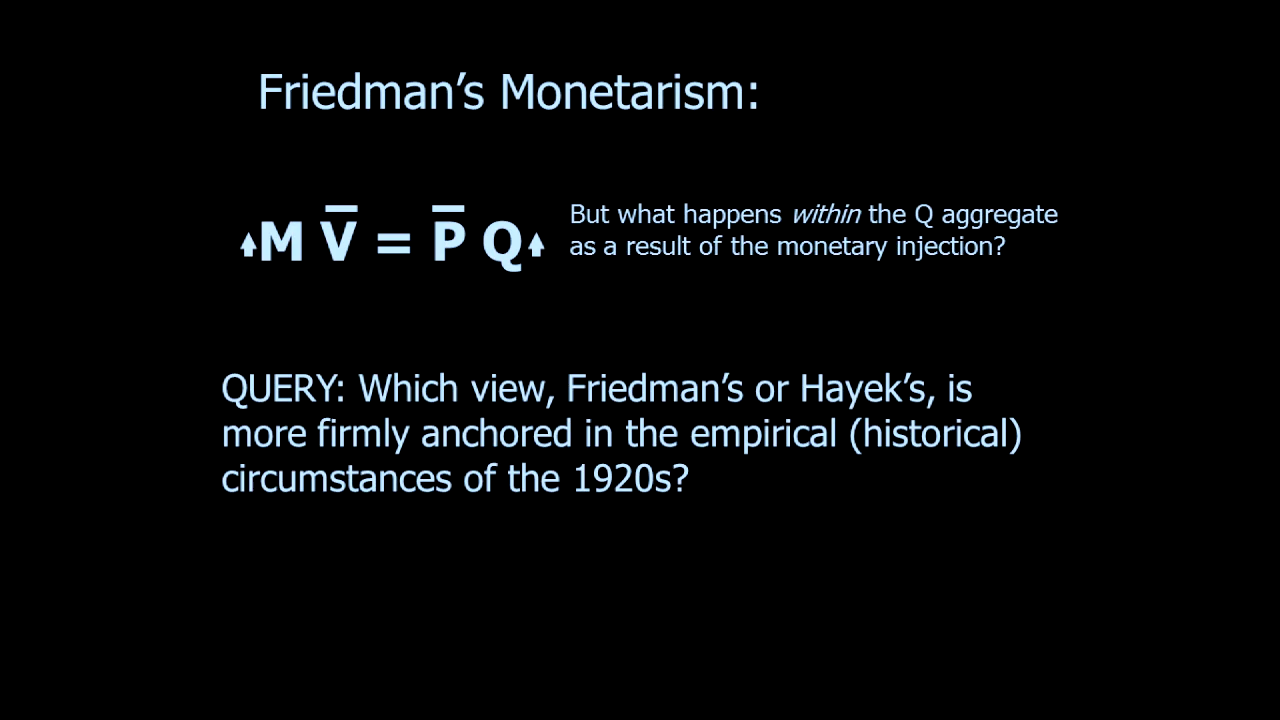 Friedman’s Monetarism:
↑M V̅ = P̅ Q↑
But what happens within the Q aggregate
as a result of the monetary injection?
QUERY: Which view, Friedman’s or Hayek’s, is
more firmly anchored in the empirical (historical)
circumstances of the 1920s?